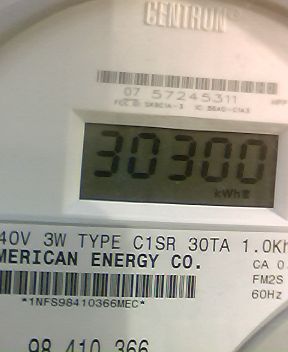 CENTRON®
07 57245311
30300
kWh
40V 3W TYPE C1SR 30TA 1.0Kh
MERICAN ENERGY CO.
CA 0.
FM2S
*1NFS98410366MEC*
60Hz
98 410 366